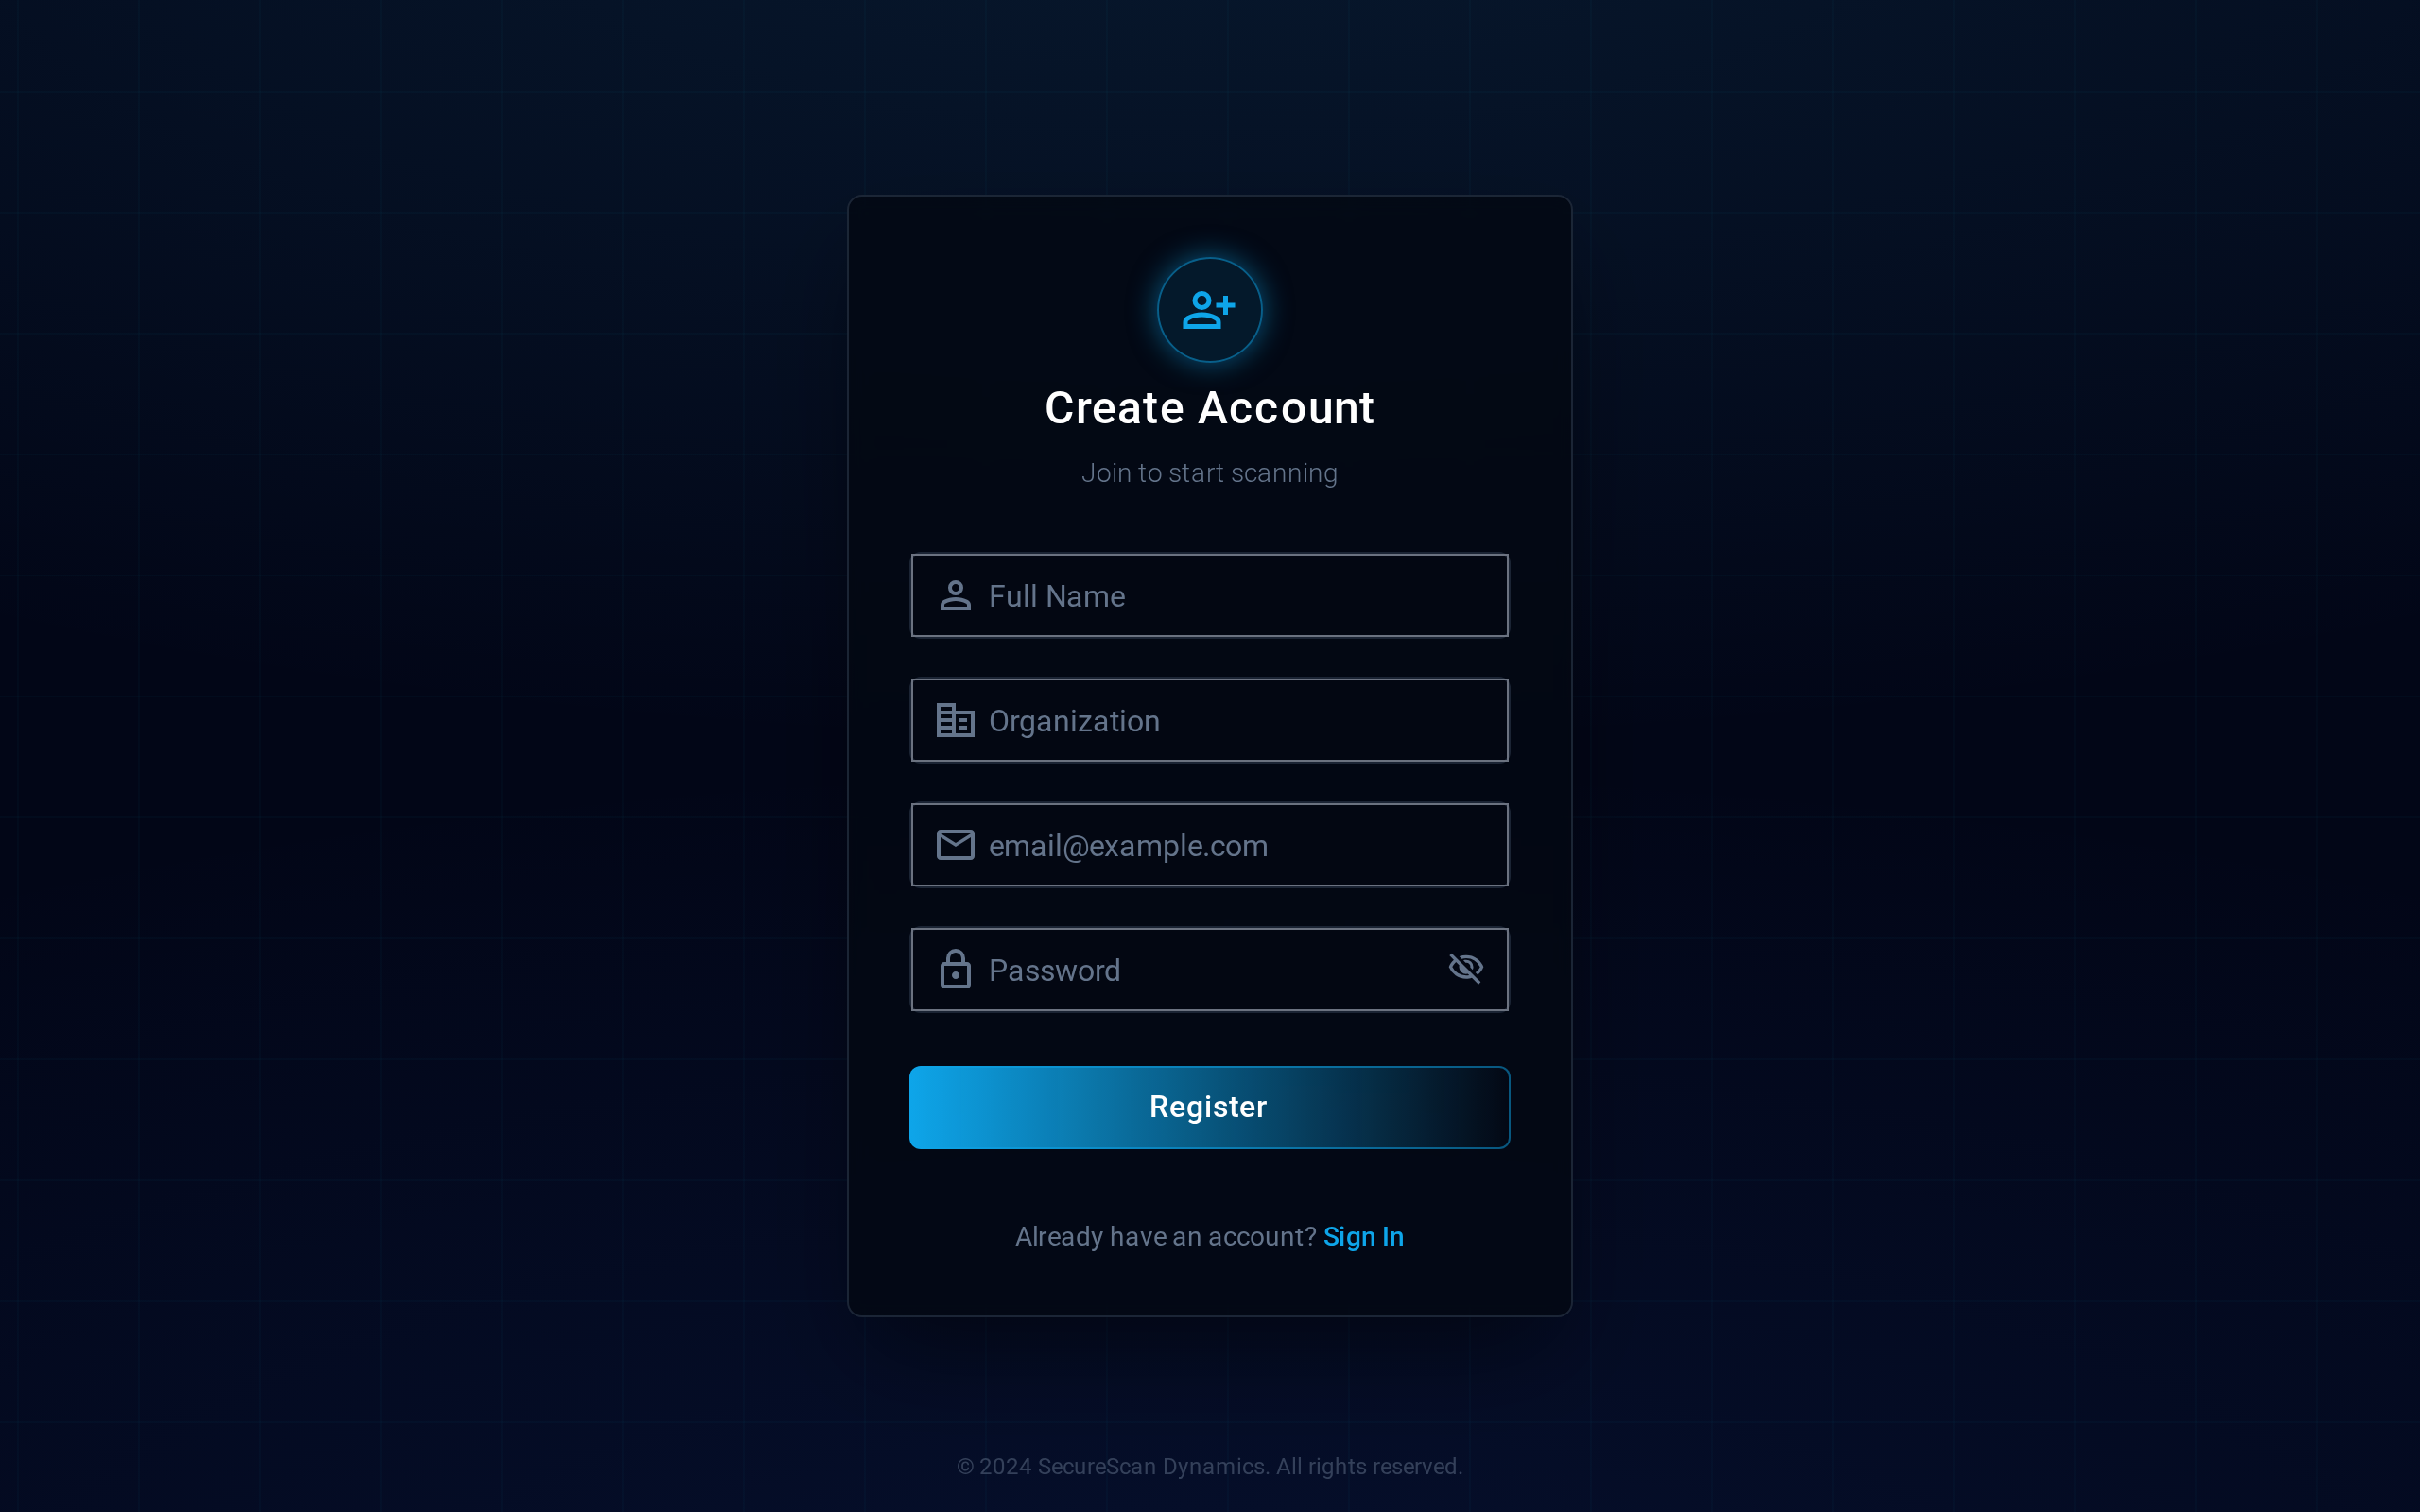 Create Account
Join to start scanning
Full Name
Organization
email@example.com
Password
Register
Already have an account? Sign In
© 2024 SecureScan Dynamics. All rights reserved.